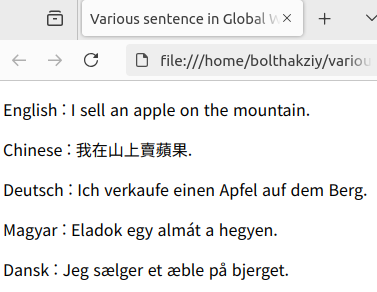 Various sentence in Global
file:///home/bolthakziy/variou
English : I sell an apple on the mountain.
Chinese : 我在山上賣蘋果.
Deutsch : Ich verkaufe einen Apfel auf dem Berg.
Magyar : Eladok egy almát a hegyen.
Dansk : Jeg sælger et æble på bjerget.